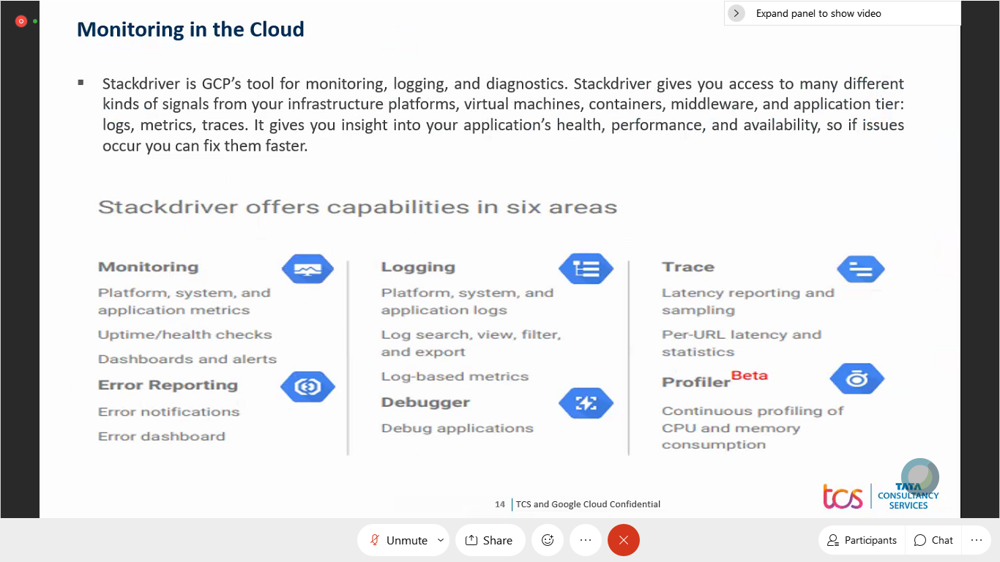 Expand panel to show video
Monitoring in the Cloud
▪ Stackdriver is GCP’s tool for monitoring, logging, and diagnostics. Stackdriver gives you access to many different
kinds of signals from your infrastructure platforms, virtual machines, containers, middleware, and application tier:
logs, metrics, traces. It gives you insight into your application’s health, performance, and availability, so if issues
occur you can fix them faster.
Stackdriver offers capabilities in six areas
Monitoring
Platform, system, and
application metrics
Uptime/health checks
Dashboards and alerts
Error Reporting
Error notifications
Error dashboard
Logging
Platform, system, and
application logs
Log search, view, filter,
and export
Log-based metrics
Debugger
Debug applications
Trace
Latency reporting and
sampling
Per-URL latency and
statistics
Profiler Beta
Continuous profiling of
CPU and memory
consumption
14 TCS and Google Cloud Confidential
tcs
TATA
CONSULTANCY
SERVICES
Unmute
Share
Participants
Chat